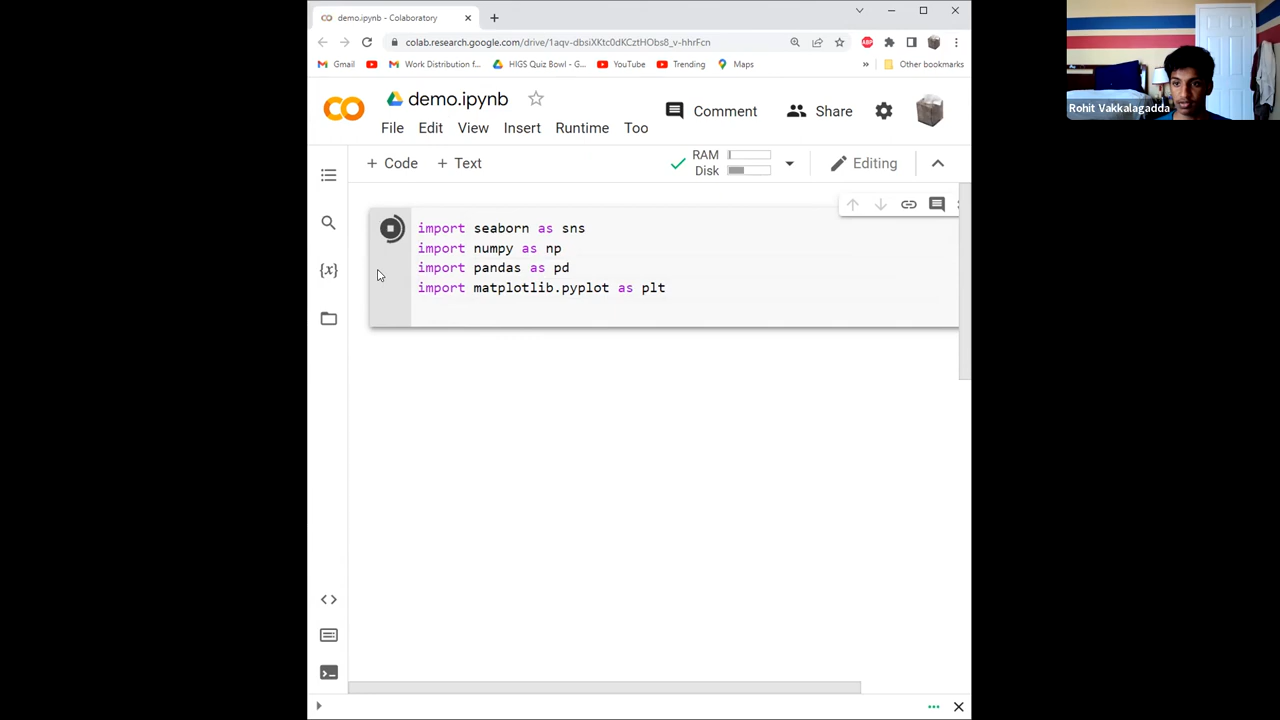 demo.ipynb - Colaboratory
colab.research.google.com/drive/1aqv-dbsiXKtc0dKCztHObs8_v-hhrFcn
Gmail
Work Distribution f...
HIGS Quiz Bowl - G...
YouTube
Trending
Maps
»
Other bookmarks
Rohit Vakkalagadda
CO
demo.ipynb
Comment
Share
File Edit View Insert Runtime Too
+ Code + Text
RAM
Disk
Editing
{x}
import seaborn as sns
import numpy as np
import pandas as pd
import matplotlib.pyplot as plt